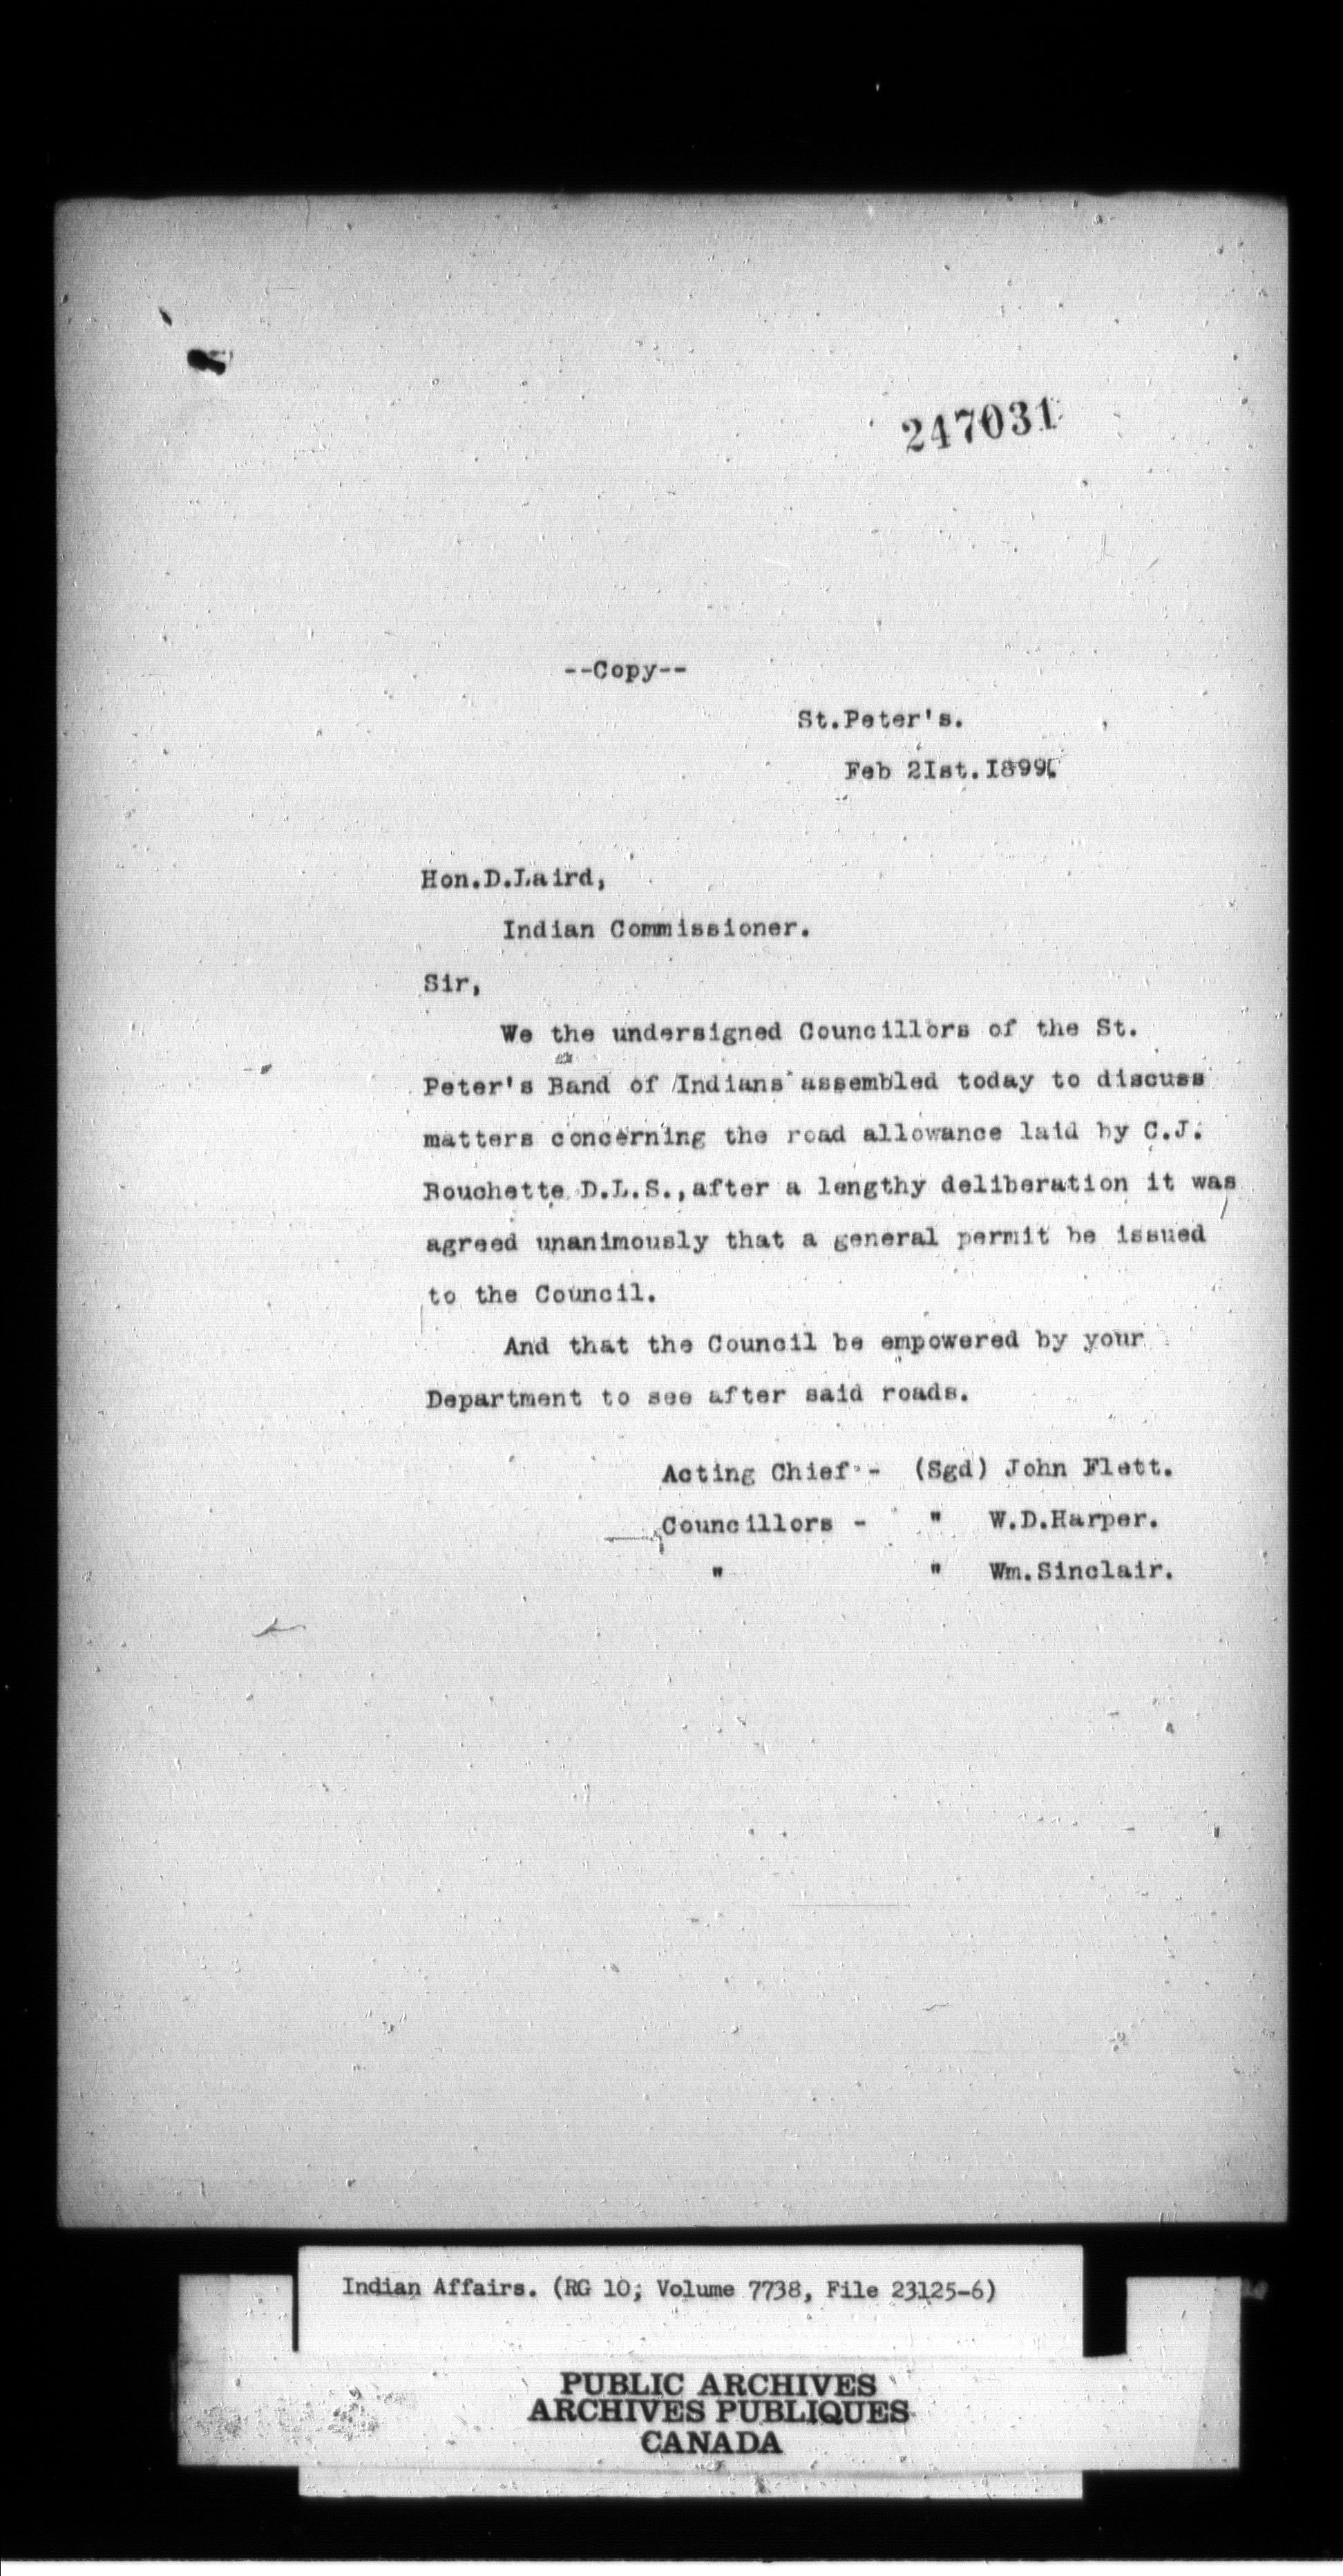 247031
--Copy--
St.Peter's.
Feb 2Ist.I899.
Hon.D.Laird,
Indian Commissioner.
Sir,
We the undersigned Councillors of the St.
Peter's Band of Indians assembled today to discuss
matters concerning the road allowance laid by C.J.
Bouchette D.L.S.,after a lengthy deliberation it was
agreed unanimously that a general permit be issued
to the Council.
And that the Council be empowered by your
Department to see after said roads.
Acting Chief - (Sgd) John Flett.
Councillors - " W.D.Harper.
" " Wm.Sinclair.
Indian Affairs. (RG 10, Volume 7738, File 23125-6)
PUBLIC ARCHIVES
ARCHIVES PUBLIQUES
CANADA